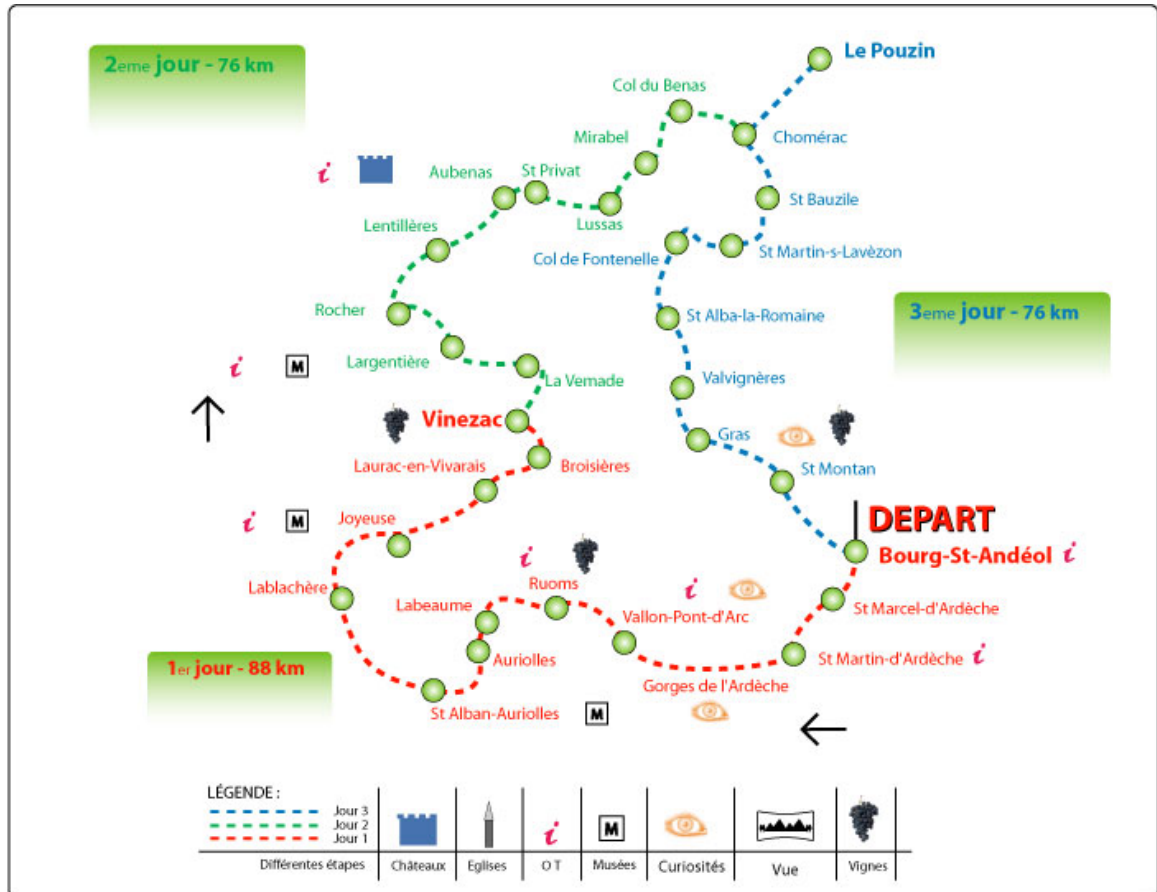 2eme jour - 76 km
Le Pouzin
Col du Benas
Mirabel
Chomérac
Aubenas
St Privat
i
St Bauzile
Lentillères
Lussas
Col de Fontenelle
St Martin-s-Lavèzon
Rocher
St Alba-la-Romaine
3eme jour - 76 km
Largentière
i
M
La Vernade
Valvignères
Vinezac
Gras
Laurac-en-Vivarais
Broisières
St Montan
Joyeuse
i
M
DEPART
Bourg-St-Andéol i
i
Ruoms
Lablachère
Labeaume
i
Vallon-Pont-d'Arc
St Marcel-d'Ardèche
Auriolles
St Martin-d'Ardèche i
1er jour - 88 km
Gorges de l'Ardèche
St Alban-Auriolles
M
LÉGENDE :
Jour 3
Jour 2
Jour 1
i
M
Différentes étapes
Châteaux
Eglises
O T
Musées
Curiosités
Vue
Vignes